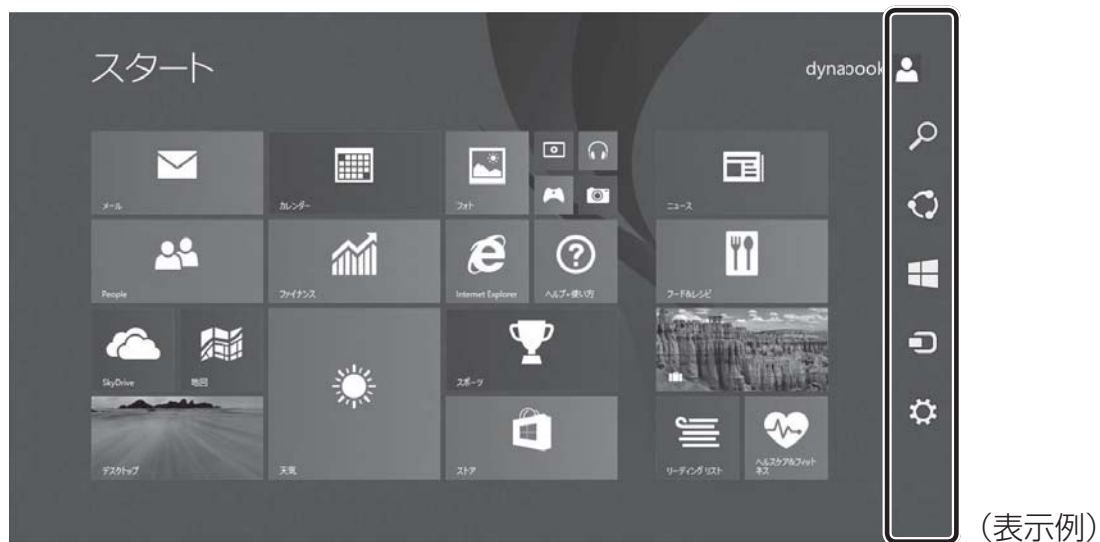 スタート
dynabook
メール
カレンダー
フォト
ニュース
People
ファイナンス
Internet Explorer
ヘルプ+使い方
フード&レシピ
SkyDrive
地図
スポーツ
デスクトップ
天気
ストア
リーディング リスト
ヘルスケア&フィット
ネス
(表示例)